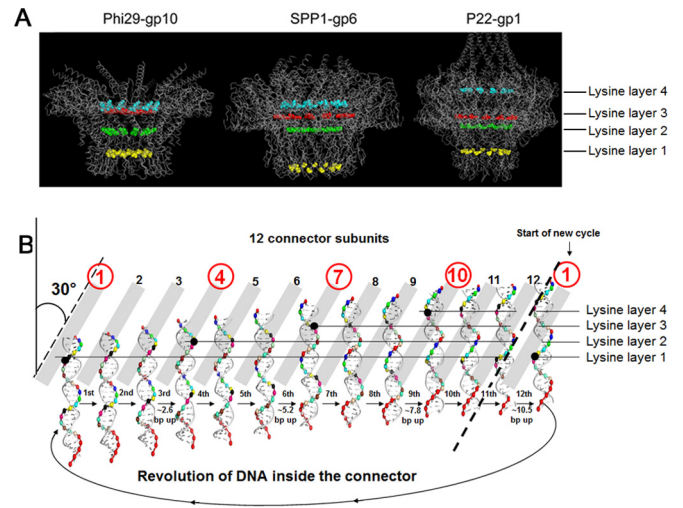 A
Phi29-gp10 SPP1-gp6 P22-gp1
Lysine layer 4
Lysine layer 3
Lysine layer 2
Lysine layer 1
B
12 connector subunits
Start of new cycle
30°
1 2 3 4 5 6 7 8 9 10 11 12 1
Lysine layer 4
Lysine layer 3
Lysine layer 2
Lysine layer 1
1st 2nd 3rd 4th 5th 6th 7th 8th 9th 10th 11th 12th
~2.6 ~5.2 ~7.8 ~10.5
bp up bp up bp up bp up
Revolution of DNA inside the connector